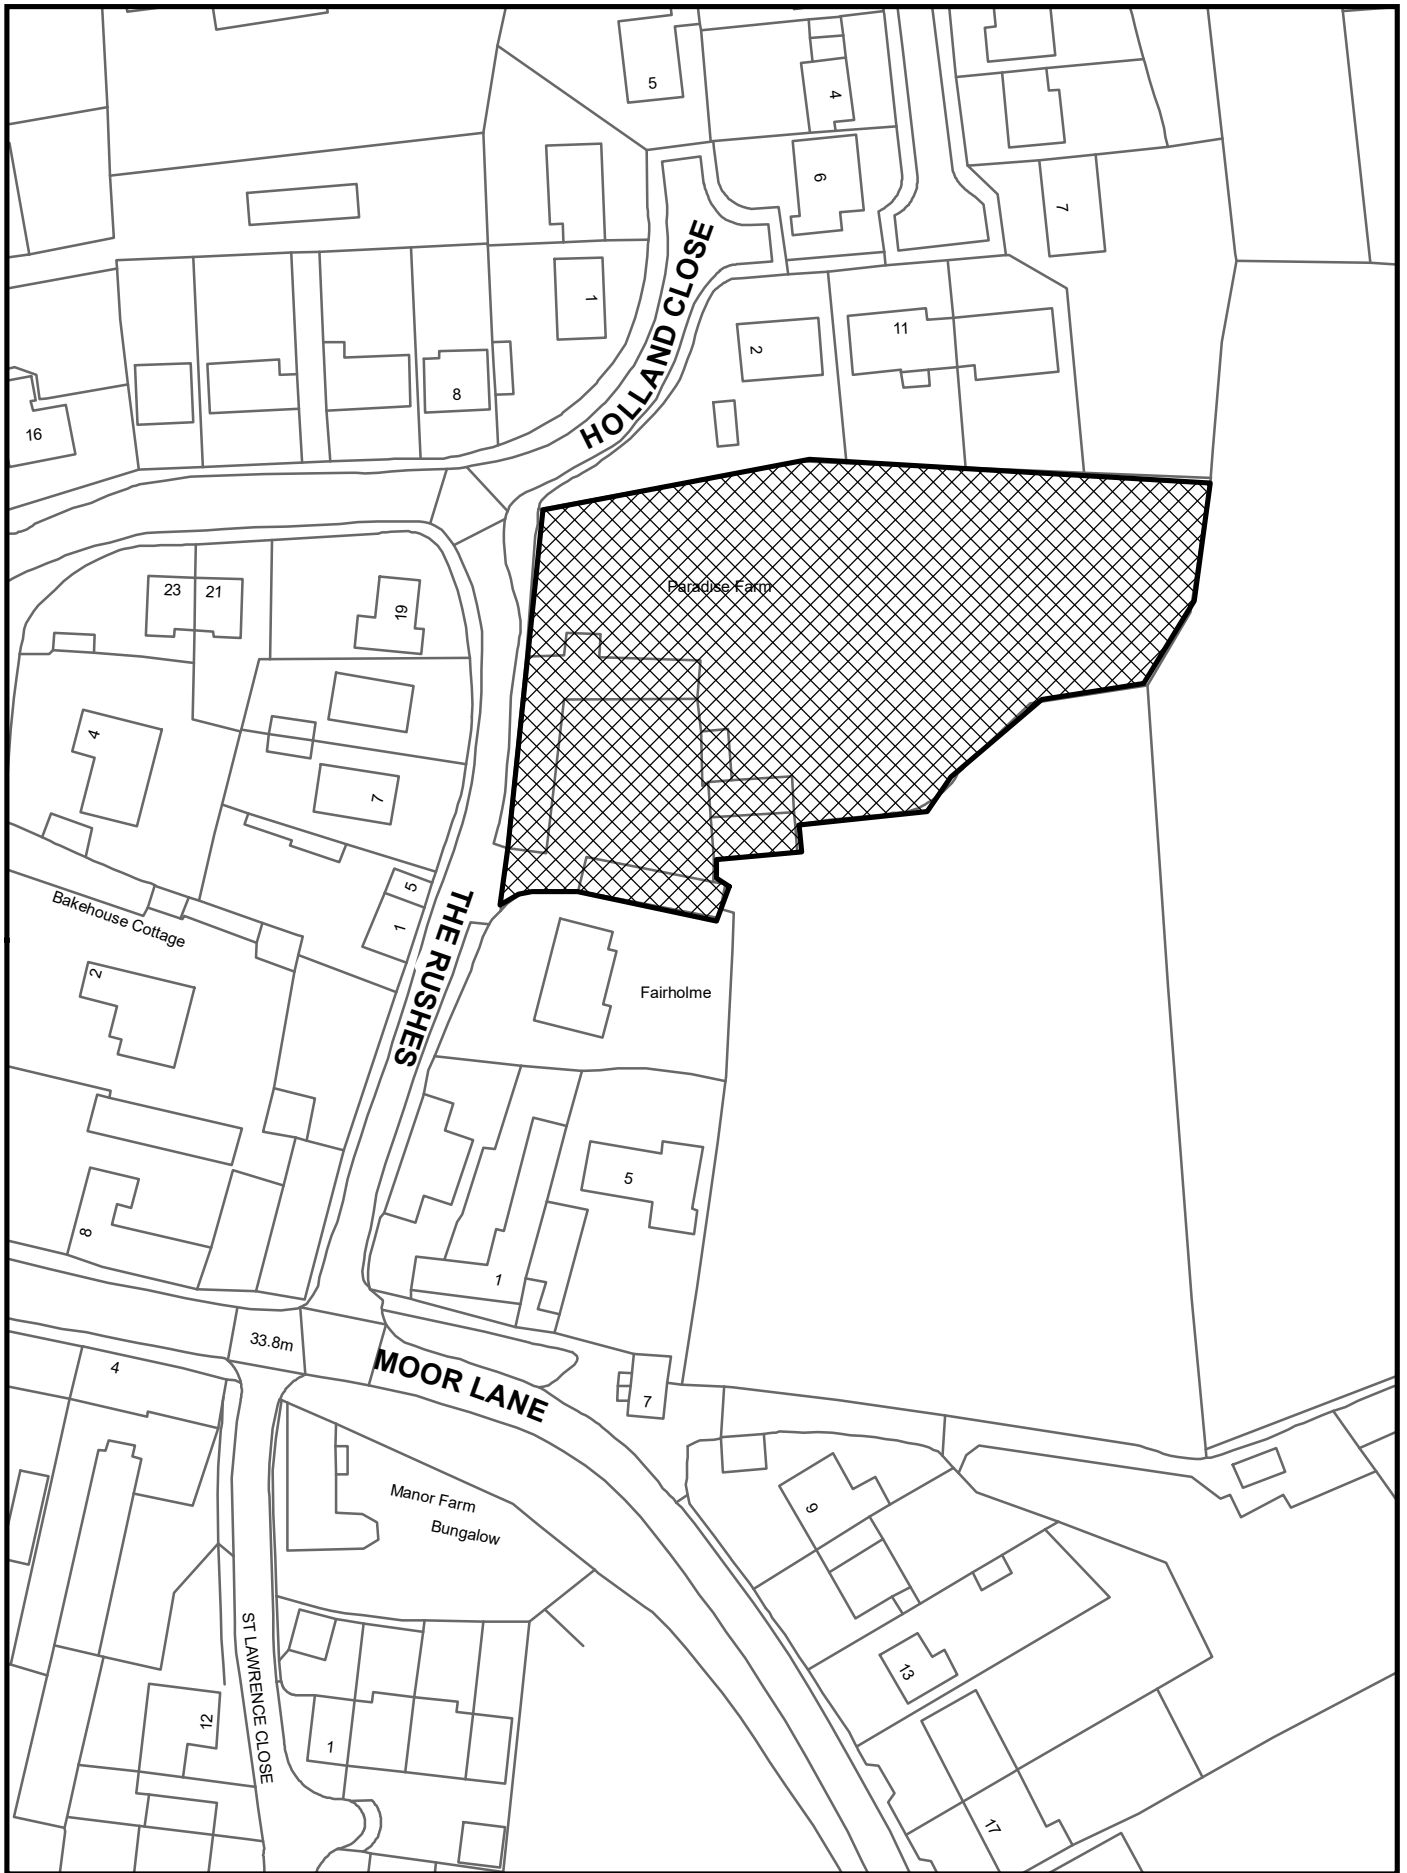 5
4
6
7
HOLLAND CLOSE
1
2
11
8
16
Paradise Farm
23
21
19
4
7
5
1
Bakehouse Cottage
THE RUSHES
2
Fairholme
5
8
1
33.8m
4
MOOR LANE
7
Manor Farm
Bungalow
9
ST LAWRENCE CLOSE
13
12
1
17